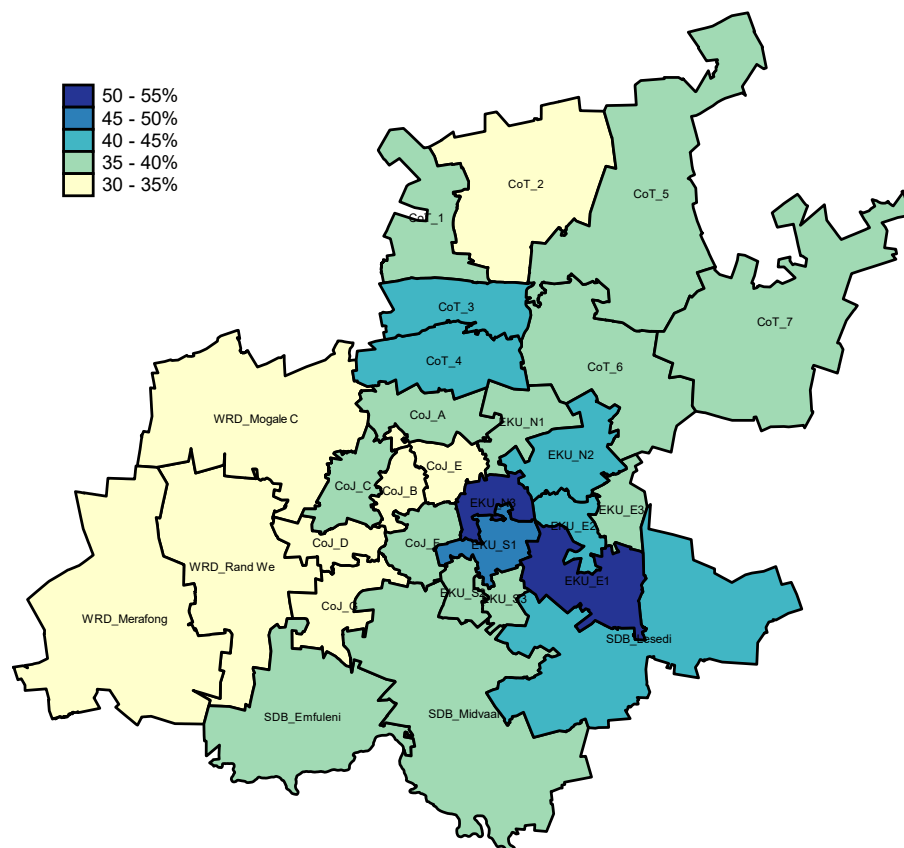 50 - 55%
45 - 50%
40 - 45%
35 - 40%
30 - 35%
CoT_2
CoT_5
CoT_1
CoT_3
CoT_7
CoT_4
CoT_6
CoJ_A
WRD_Mogale C
EKU_N1
EKU_N2
CoJ_E
CoJ_C
CoJ_B
EKU_N3
EKU_E3
EKU_E2
CoJ_D
CoJ_F
EKU_S1
WRD_Rand We
EKU_E1
EKU_S2
EKU_S3
CoJ_G
WRD_Merafong
SDB_Lesedi
SDB_Emfuleni
SDB_Midvaal